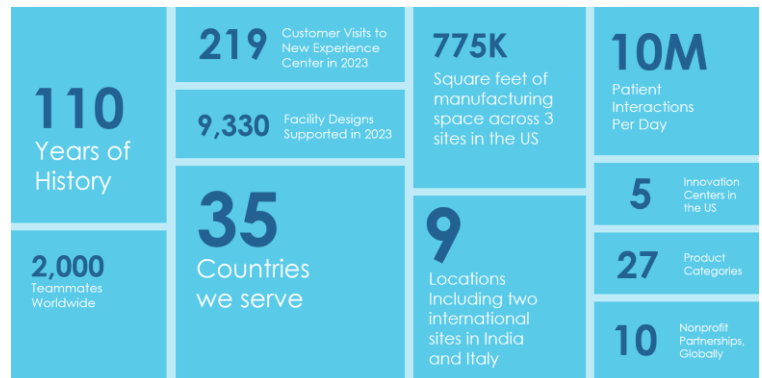 110
Years of
History
2,000
Teammates
Worldwide
219
Customer Visits to
New Experience
Center in 2023
9,330
Facility Designs
Supported in 2023
35
Countries
we serve
775K
Square feet of
manufacturing
space across 3
sites in the US
9
Locations
Including two
international
sites in India
and Italy
10M
Patient
Interactions
Per Day
5
Innovation
Centers in
the US
27
Product
Categories
10
Nonprofit
Partnerships,
Globally